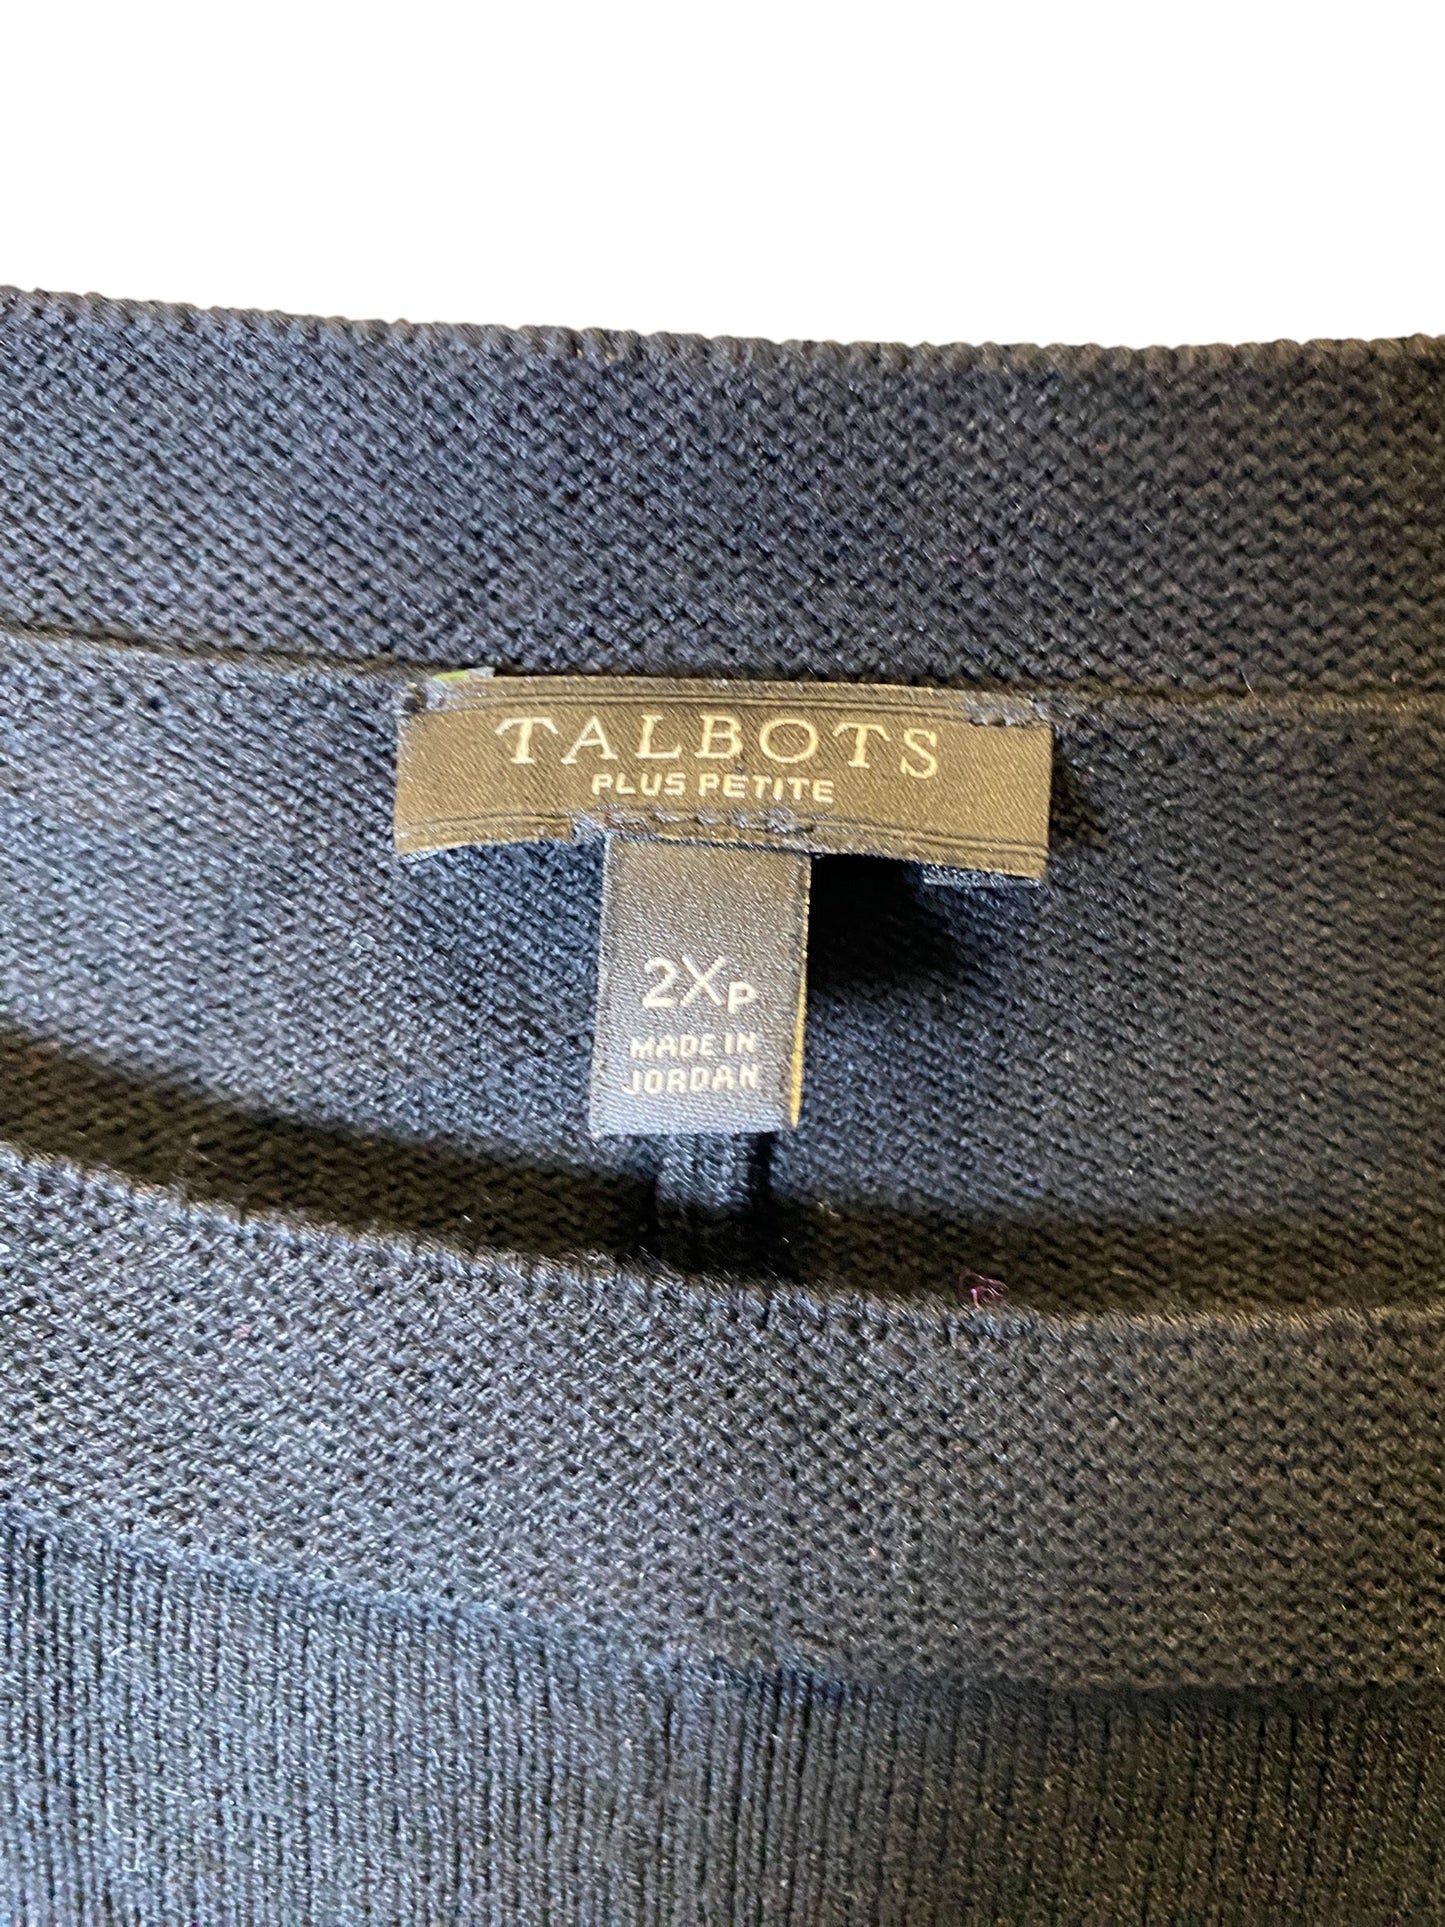 TALBOTS
PLUS PETITE
2XP
MADE IN
JORDAN